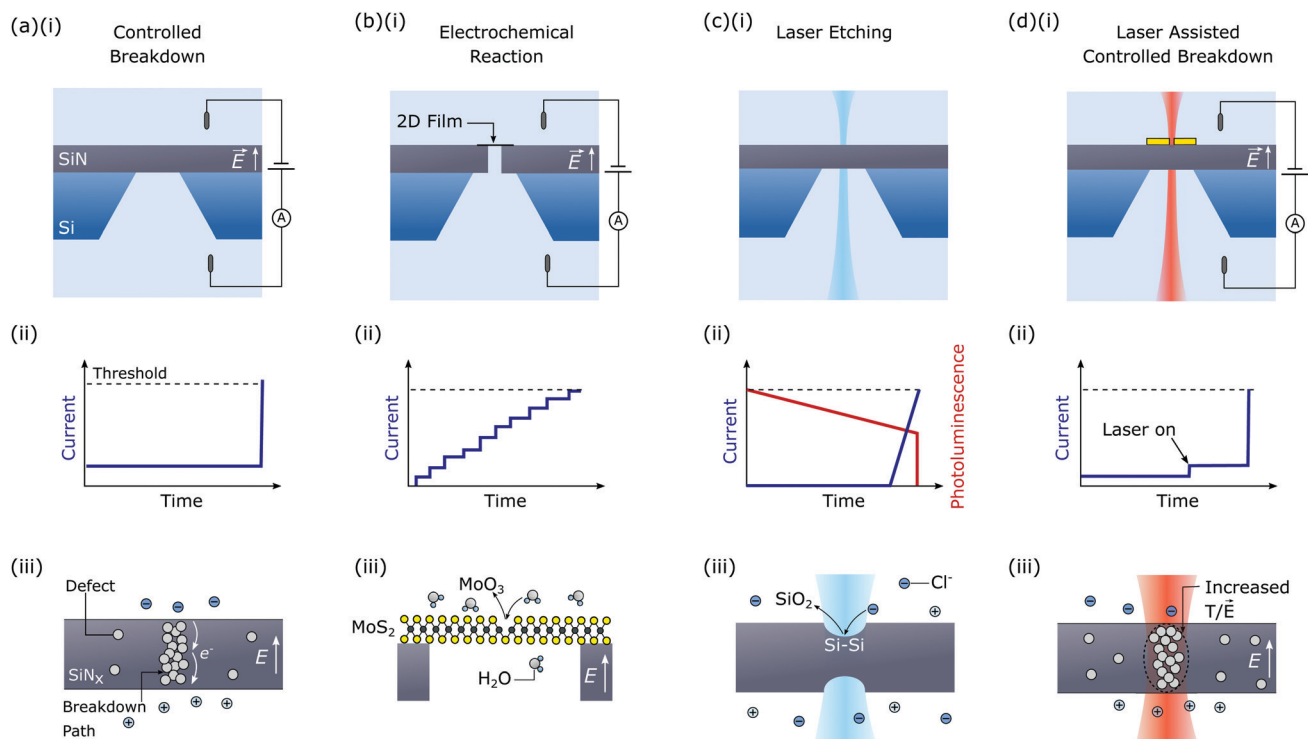 (a)(i)
Controlled
Breakdown
(b)(i)
Electrochemical
Reaction
(c)(i)
Laser Etching
(d)(i)
Laser Assisted
Controlled Breakdown
SiN
E
Si
A
2D Film
E
A
E
A
(ii)
Threshold
Current
Time
(ii)
Current
Time
(ii)
Current
Time
Photoluminescence
(ii)
Laser on
Current
Time
(iii)
Defect
e⁻
E
SiNₓ
Breakdown
Path
(iii)
MoO₃
MoS₂
H₂O
E
(iii)
SiO₂
Cl⁻
Si-Si
(iii)
Increased
T/E
E